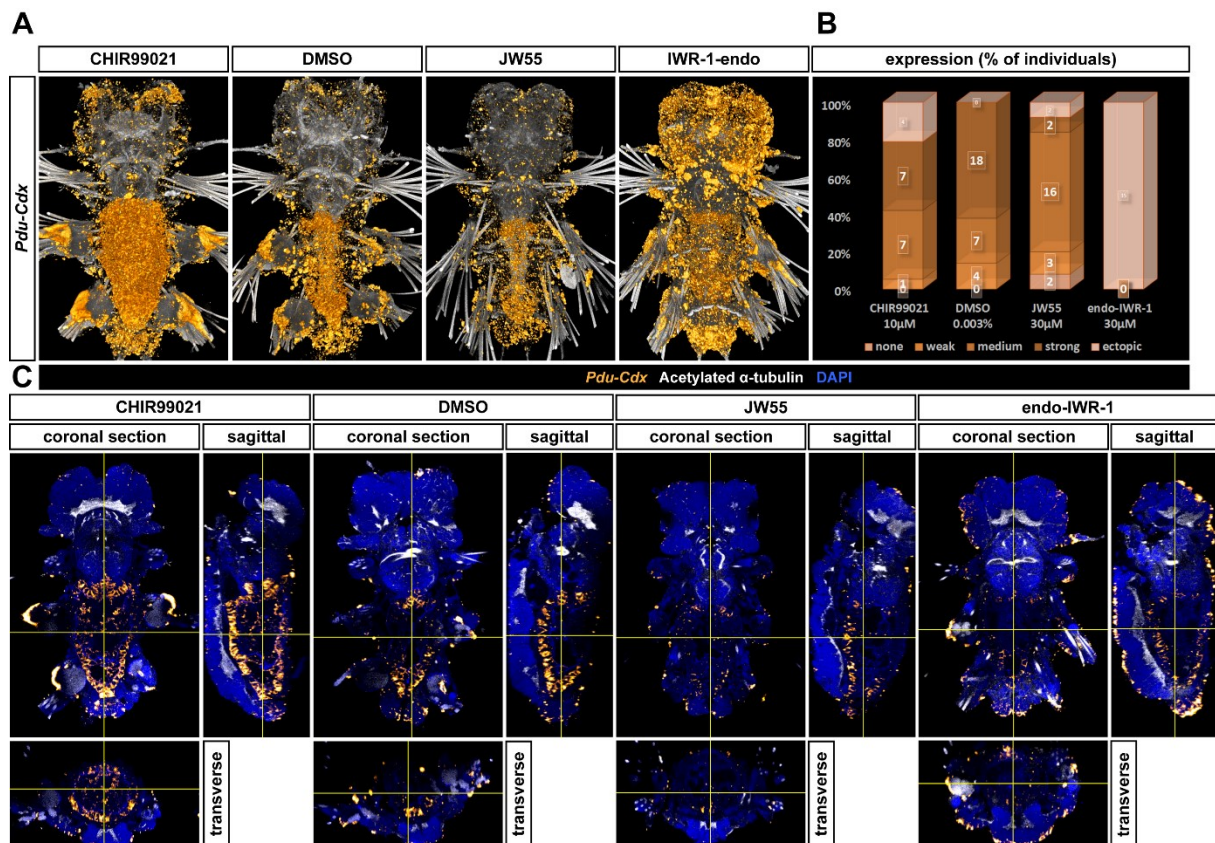 A
B
CHIR99021 DMSO JW55 IWR-1-endo
expression (% of individuals)
Pdu-Cdx
100%
80%
60%
40%
20%
0%
7
7
1
0
18
7
4
0
2
16
3
2
0
CHIR99021 DMSO JW55 endo-IWR-1
10µM 0.003% 30µM 30µM
none weak medium strong ectopic
Pdu-Cdx Acetylated α-tubulin DAPI
C
CHIR99021 DMSO JW55 endo-IWR-1
coronal section sagittal coronal section sagittal coronal section sagittal coronal section sagittal
transverse transverse transverse transverse